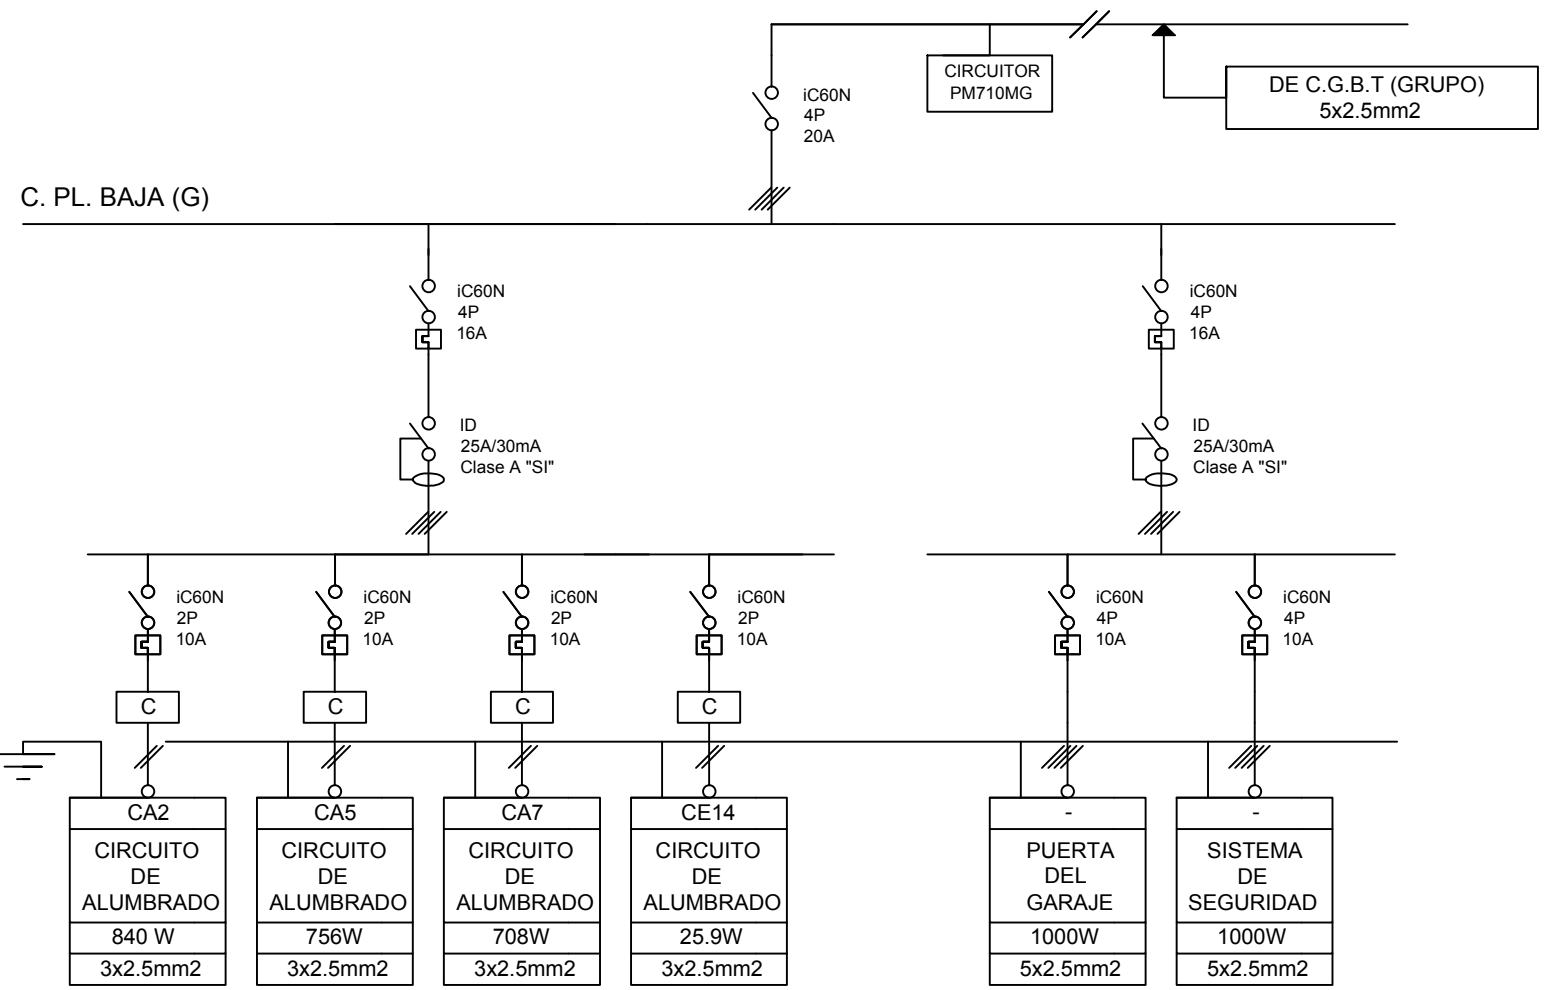 CIRCUITOR
PM710MG
DE C.G.B.T (GRUPO)
5x2.5mm2
iC60N
4P
20A
C. PL. BAJA (G)
iC60N
4P
16A
iC60N
4P
16A
ID
25A/30mA
Clase A "SI"
ID
25A/30mA
Clase A "SI"
iC60N
2P
10A
iC60N
2P
10A
iC60N
2P
10A
iC60N
2P
10A
iC60N
4P
10A
iC60N
4P
10A
C
C
C
C
CA2
CIRCUITO
DE
ALUMBRADO
840 W
3x2.5mm2
CA5
CIRCUITO
DE
ALUMBRADO
756W
3x2.5mm2
CA7
CIRCUITO
DE
ALUMBRADO
708W
3x2.5mm2
CE14
CIRCUITO
DE
ALUMBRADO
25.9W
3x2.5mm2
-
PUERTA
DEL
GARAJE
1000W
5x2.5mm2
-
SISTEMA
DE
SEGURIDAD
1000W
5x2.5mm2